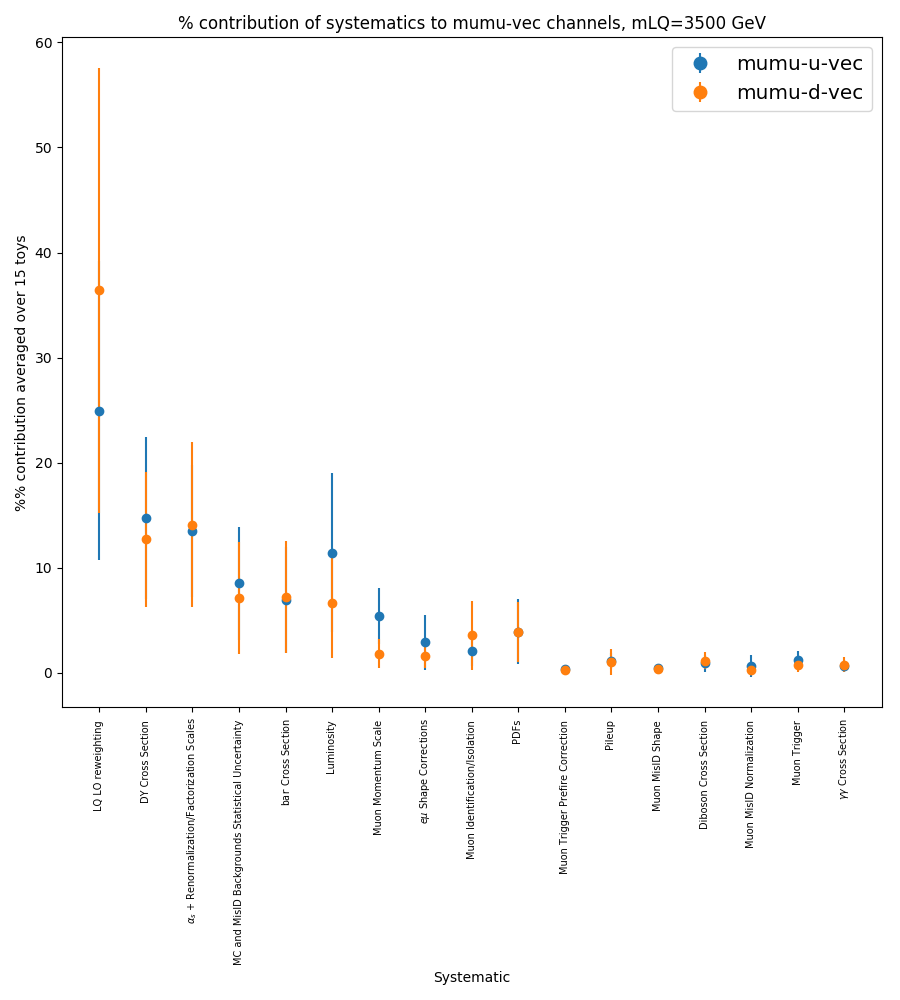 % contribution of systematics to mumu-vec channels, mLQ=3500 GeV
mumu-u-vec
mumu-d-vec
%% contribution averaged over 15 toys
60
50
40
30
20
10
0
LQ LO reweighting
DY Cross Section
αs + Renormalization/Factorization Scales
MC and MisID Backgrounds Statistical Uncertainty
bar Cross Section
Luminosity
Muon Momentum Scale
eμ Shape Corrections
Muon Identification/Isolation
PDFs
Muon Trigger Prefire Correction
Pileup
Muon MisID Shape
Diboson Cross Section
Muon MisID Normalization
Muon Trigger
γγ Cross Section
Systematic